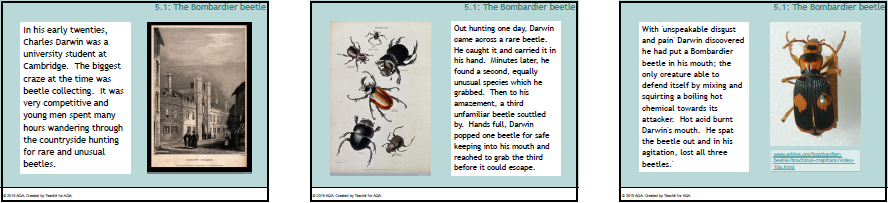 5.1: The Bombardier beetle
In his early twenties,
Charles Darwin was a
university student at
Cambridge. The biggest
craze at the time was
beetle collecting. It was
very competitive and
young men spent many
hours wandering through
the countryside hunting
for rare and unusual
beetles.
© 2015 AQA. Created by Teachit for AQA.
5.1: The Bombardier beetle
Out hunting one day, Darwin
came across a rare beetle.
He caught it and carried it in
his hand. Minutes later, he
found a second, equally
unusual species which he
grabbed. Then to his
amazement, a third
unfamiliar beetle scuttled
by. Hands full, Darwin
popped one beetle for safe
keeping into his mouth and
reached to grab the third
before it could escape.
© 2015 AQA. Created by Teachit for AQA.
5.1: The Bombardier beetle
With 'unspeakable disgust
and pain' Darwin discovered
he had put a Bombardier
beetle in his mouth; the
only creature able to
defend itself by mixing and
squirting a boiling hot
chemical towards its
attacker. Hot acid burnt
Darwin's mouth. He spat
the beetle out and in his
agitation, lost all three
beetles.'
www.arkive.org/bombardier-
beetle/brachinus-crepitans/video-
10a.html
© 2015 AQA. Created by Teachit for AQA.